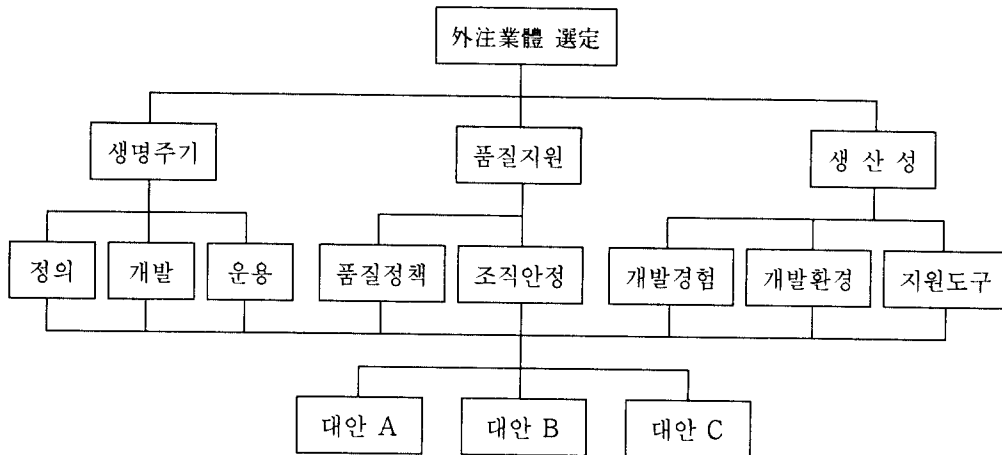 外注業體 選定
생명주기
품질지원
생 산 성
정의
개발
운용
품질정책
조직안정
개발경험
개발환경
지원도구
대안 A
대안 B
대안 C